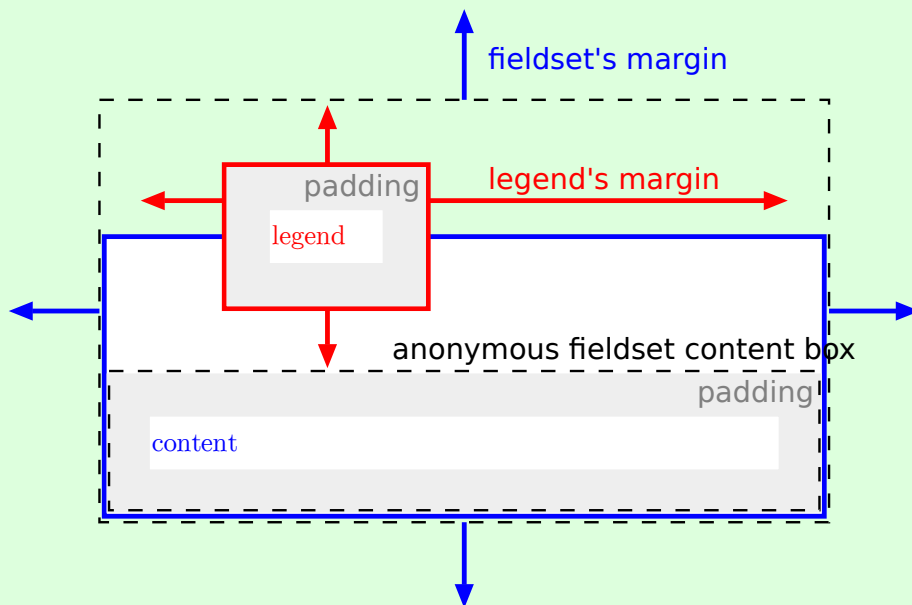 fieldset's margin
legend's margin
padding
legend
anonymous fieldset content box
padding
content